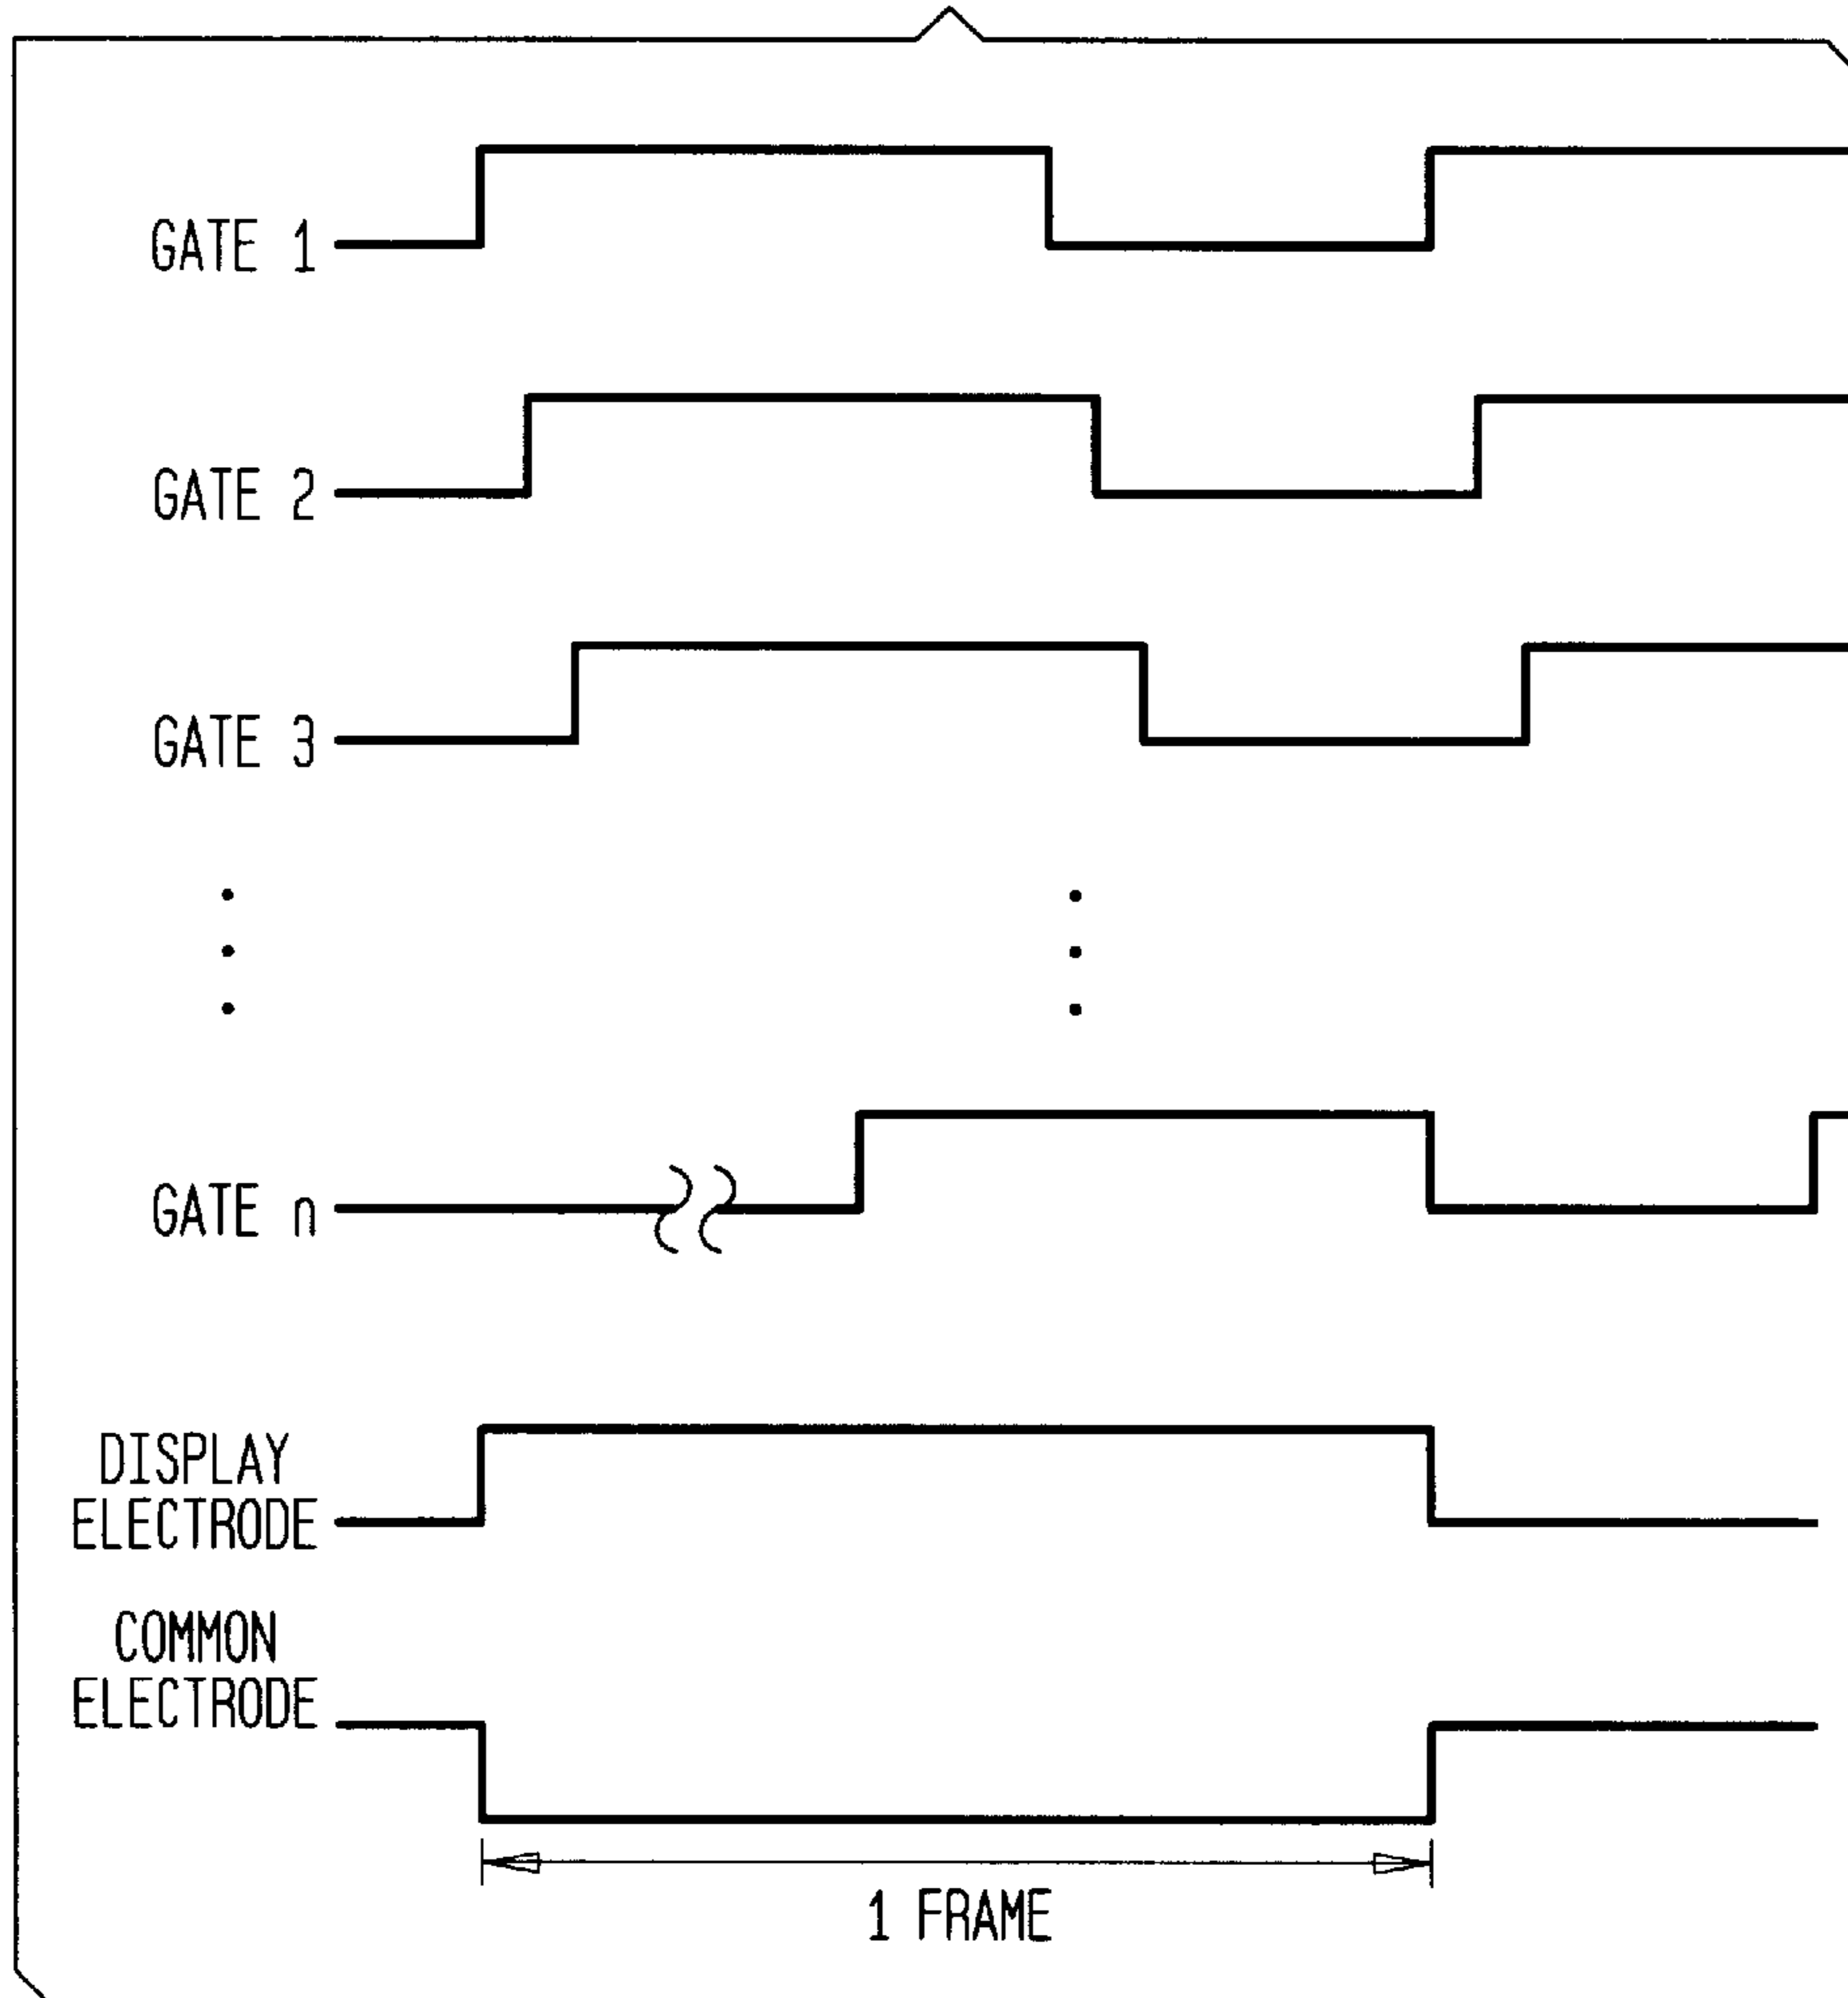 GATE 1
GATE 2
GATE 3
GATE n
DISPLAY
ELECTRODE
COMMON
ELECTRODE
1 FRAME